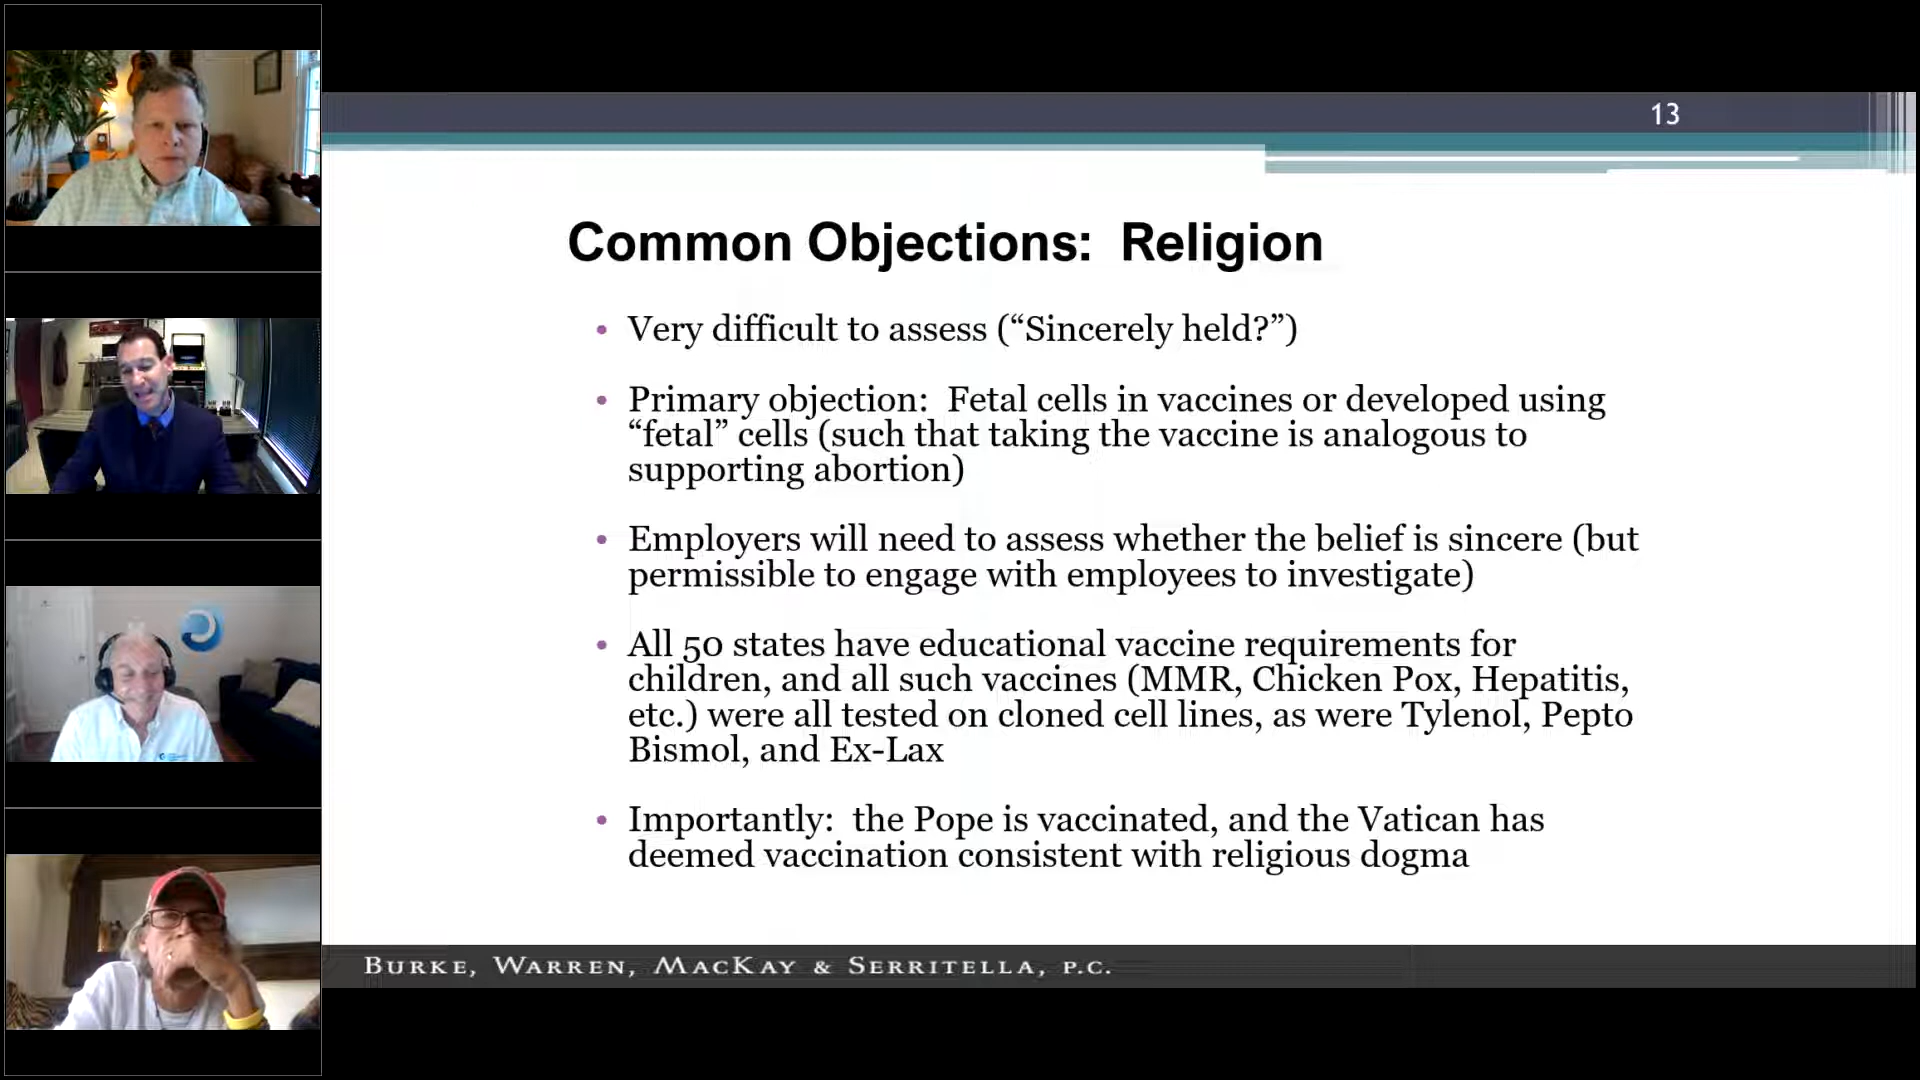 13
Common Objections: Religion
• Very difficult to assess (“Sincerely held?”)
• Primary objection: Fetal cells in vaccines or developed using
“fetal” cells (such that taking the vaccine is analogous to
supporting abortion)
• Employers will need to assess whether the belief is sincere (but
permissible to engage with employees to investigate)
• All 50 states have educational vaccine requirements for
children, and all such vaccines (MMR, Chicken Pox, Hepatitis,
etc.) were all tested on cloned cell lines, as were Tylenol, Pepto
Bismol, and Ex-Lax
• Importantly: the Pope is vaccinated, and the Vatican has
deemed vaccination consistent with religious dogma
BURKE, WARREN, MACKAY & SERRITELLA, P.C.